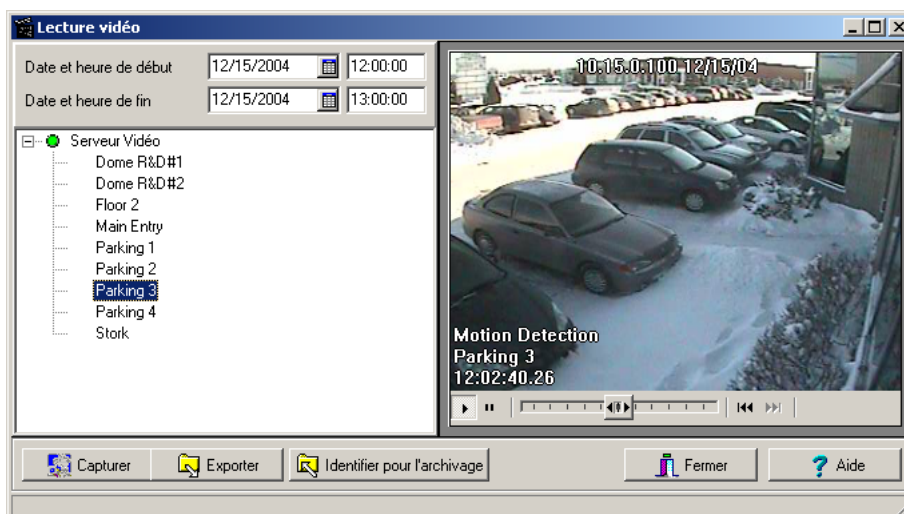 Lecture vidéo
Date et heure de début 12/15/2004 12:00:00
Date et heure de fin 12/15/2004 13:00:00
Serveur Vidéo
Dome R&D#1
Dome R&D#2
Floor 2
Main Entry
Parking 1
Parking 2
Parking 3
Parking 4
Stork
10.15.0.100 12/15/04
Motion Detection
Parking 3
12:02:40.26
Capturer Exporter Identifier pour l'archivage Fermer Aide